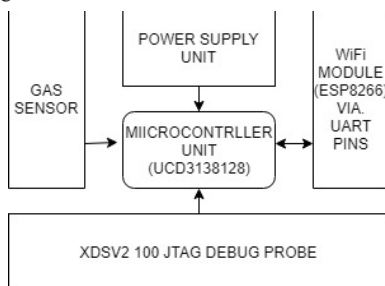 POWER SUPPLY
UNIT
GAS
SENSOR
MIICROCONTRLLER
UNIT
(UCD3138128)
WiFi
MODULE
(ESP8266)
VIA.
UART
PINS
XDSV2 100 JTAG DEBUG PROBE